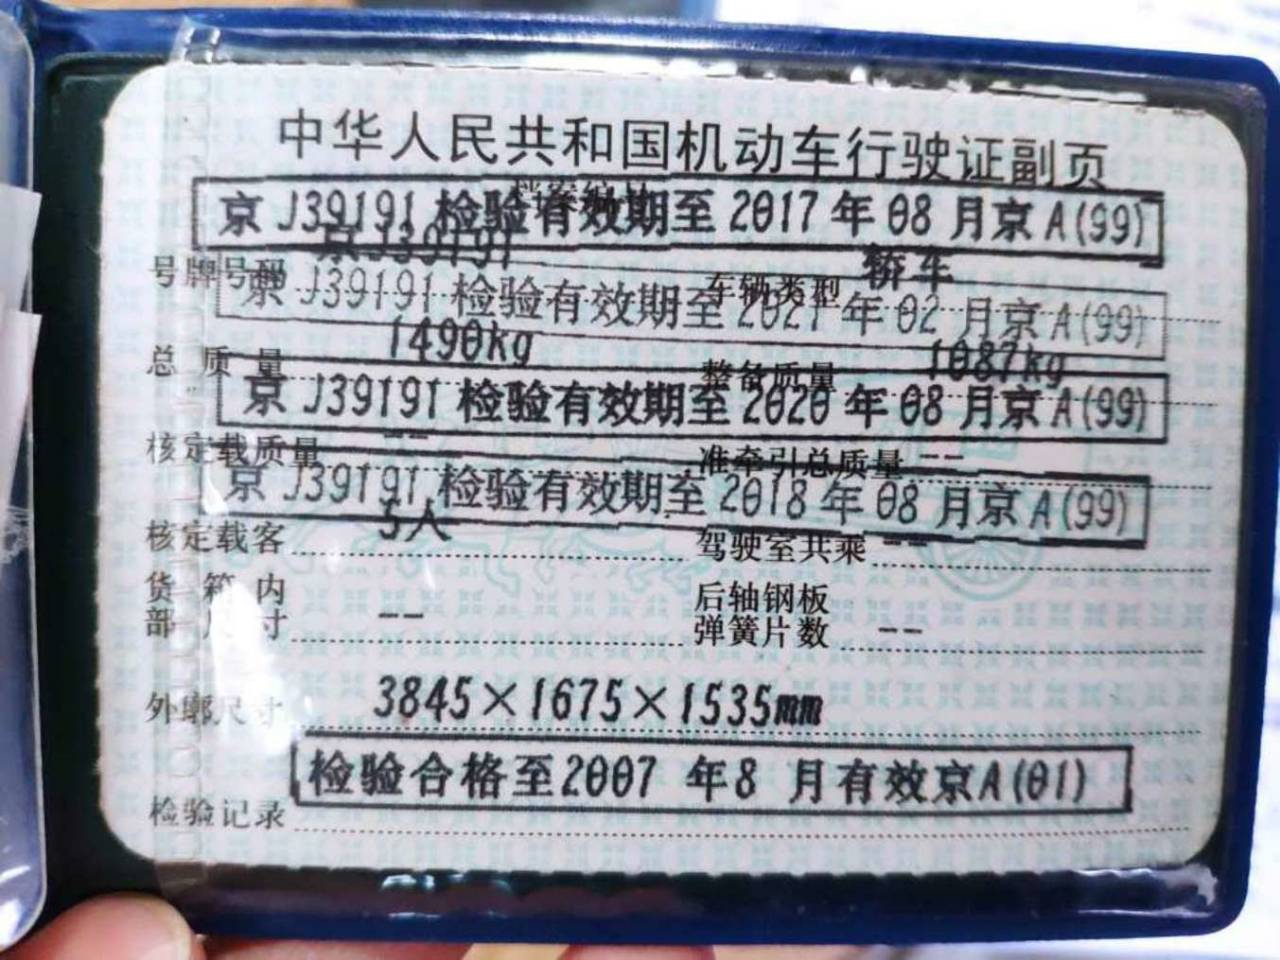 中华人民共和国机动车行驶证副页
档案编号
京 J39191 检验有效期至 2017 年 08 月京 A(99)
号牌号码 京J39191 车辆类型 轿车
京 J39191 检验有效期至 2021 年 02 月京 A(99)
总 质 量 1490kg 整备质量 1087kg
京 J39191 检验有效期至 2020 年 08 月京 A(99)
核定载质量 -- 准牵引总质量 --
京 J39191 检验有效期至 2018 年 08 月京 A(99)
核定载客 5人 驾驶室共乘 --
货 箱 内 后轴钢板
部 尺 寸 -- 弹簧片数 --
外廓尺寸 3845×1675×1535mm
检验合格至2007 年8 月有效京A(01)
检验记录